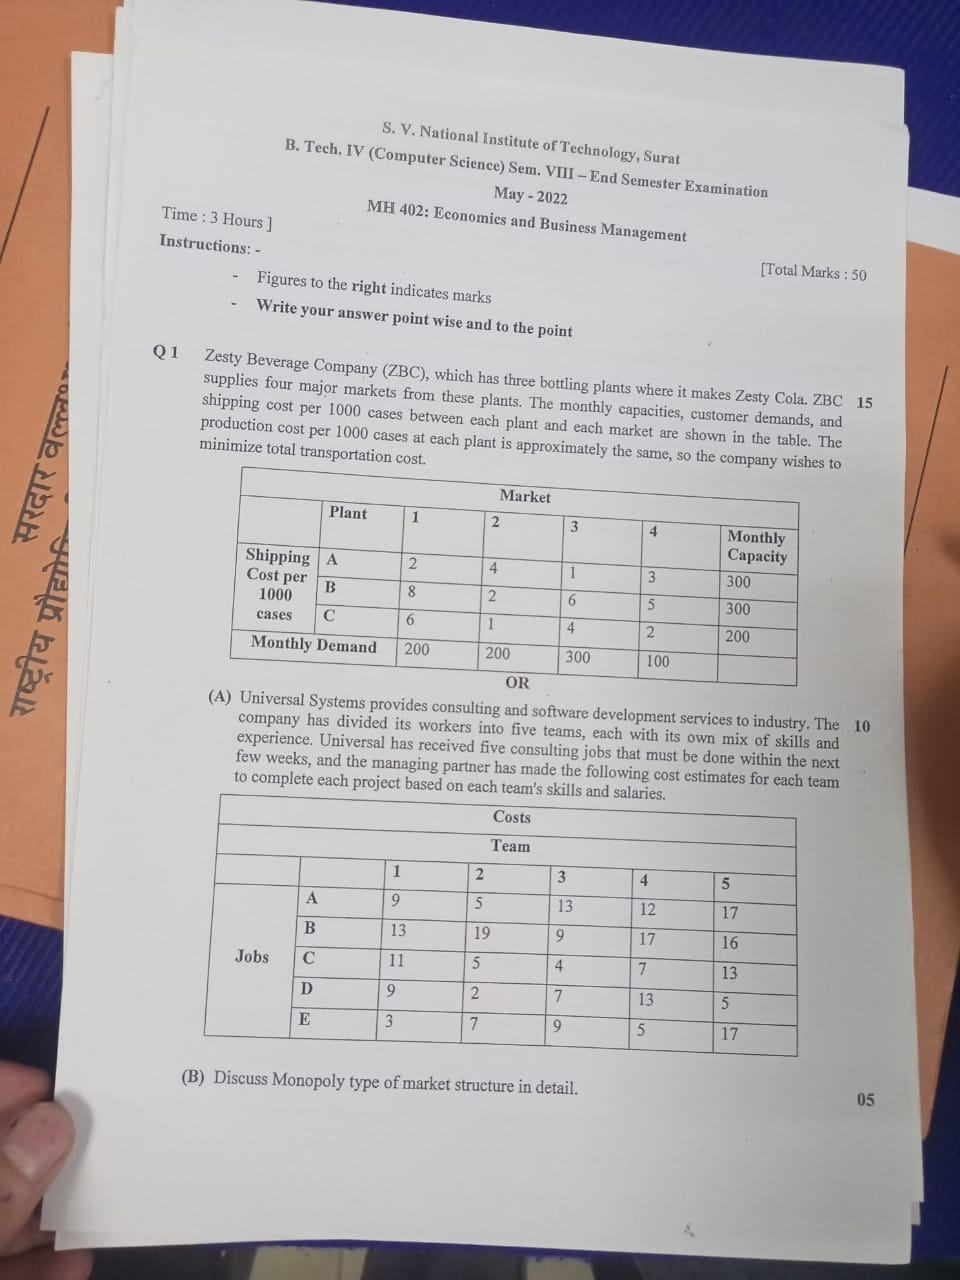 S. V. National Institute of Technology, Surat
B. Tech. IV (Computer Science) Sem. VIII – End Semester Examination
May - 2022
MH 402: Economics and Business Management
Time : 3 Hours ]
[Total Marks : 50
Instructions: -
- Figures to the right indicates marks
- Write your answer point wise and to the point
Q 1 Zesty Beverage Company (ZBC), which has three bottling plants where it makes Zesty Cola. ZBC 15
supplies four major markets from these plants. The monthly capacities, customer demands, and
shipping cost per 1000 cases between each plant and each market are shown in the table. The
production cost per 1000 cases at each plant is approximately the same, so the company wishes to
minimize total transportation cost.
Market
Plant 1 2 3 4 Monthly
Capacity
Shipping A 2 4 1 3 300
Cost per
1000 B 8 2 6 5 300
cases C 6 1 4 2 200
Monthly Demand 200 200 300 100
OR
(A) Universal Systems provides consulting and software development services to industry. The 10
company has divided its workers into five teams, each with its own mix of skills and
experience. Universal has received five consulting jobs that must be done within the next
few weeks, and the managing partner has made the following cost estimates for each team
to complete each project based on each team's skills and salaries.
Costs
Team
1 2 3 4 5
A 9 5 13 12 17
B 13 19 9 17 16
Jobs C 11 5 4 7 13
D 9 2 7 13 5
E 3 7 9 5 17
(B) Discuss Monopoly type of market structure in detail. 05
सरदार
राष्ट्रीय